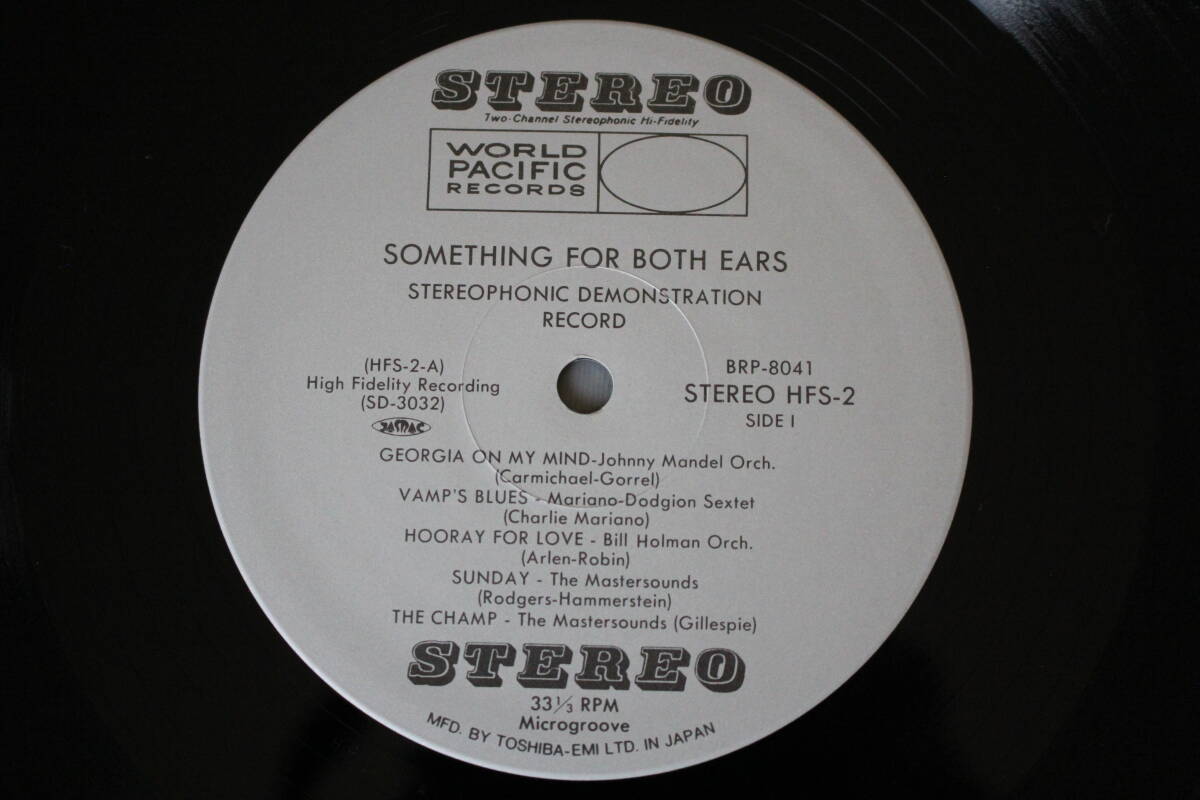 STEREO
Two-Channel Stereophonic Hi-Fidelity
WORLD
PACIFIC
RECORDS
SOMETHING FOR BOTH EARS
STEREOPHONIC DEMONSTRATION
RECORD
(HFS-2-A)
High Fidelity Recording
(SD-3032)
JASRAC
BRP-8041
STEREO HFS-2
SIDE I
GEORGIA ON MY MIND-Johnny Mandel Orch.
(Carmichael-Gorrel)
VAMP'S BLUES - Mariano-Dodgion Sextet
(Charlie Mariano)
HOORAY FOR LOVE - Bill Holman Orch.
(Arlen-Robin)
SUNDAY - The Mastersounds
(Rodgers-Hammerstein)
THE CHAMP - The Mastersounds (Gillespie)
STEREO
33 1/3 RPM
Microgroove
MFD. BY TOSHIBA-EMI LTD. IN JAPAN